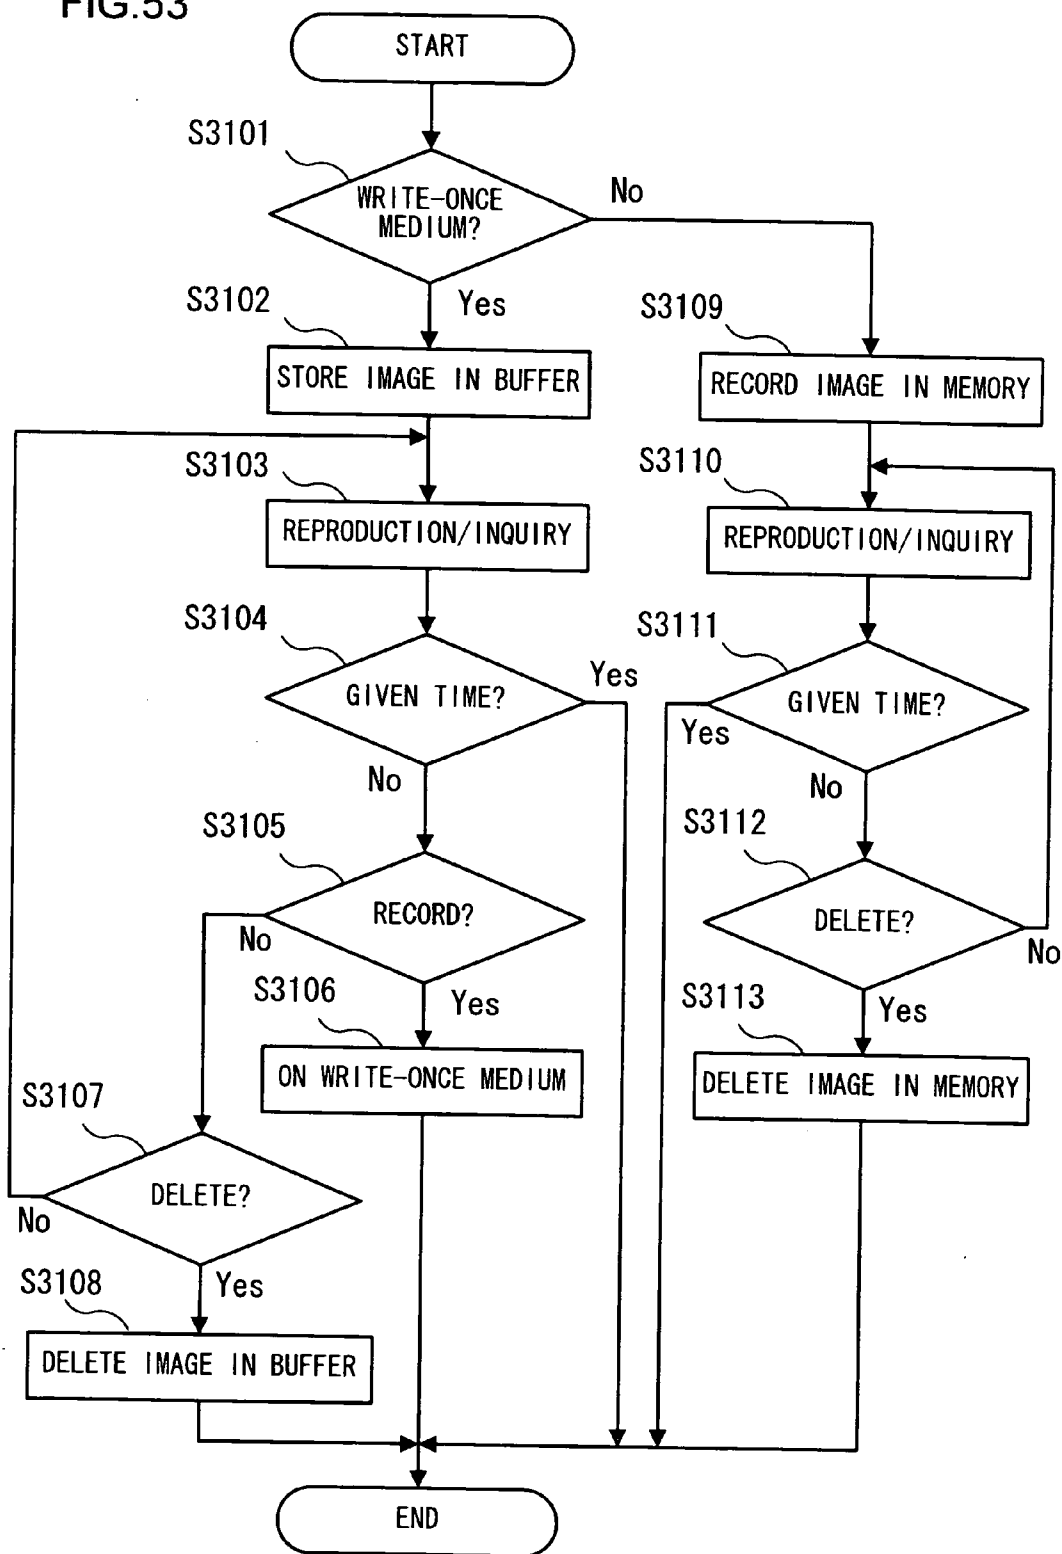 FIG.53
START
S3101
WRITE-ONCE
MEDIUM?
No
Yes
S3102
STORE IMAGE IN BUFFER
S3109
RECORD IMAGE IN MEMORY
S3103
REPRODUCTION/INQUIRY
S3110
REPRODUCTION/INQUIRY
S3104
GIVEN TIME?
Yes
No
S3111
GIVEN TIME?
Yes
No
S3105
RECORD?
No
Yes
S3112
DELETE?
No
Yes
S3106
ON WRITE-ONCE MEDIUM
S3113
DELETE IMAGE IN MEMORY
S3107
DELETE?
No
Yes
S3108
DELETE IMAGE IN BUFFER
END